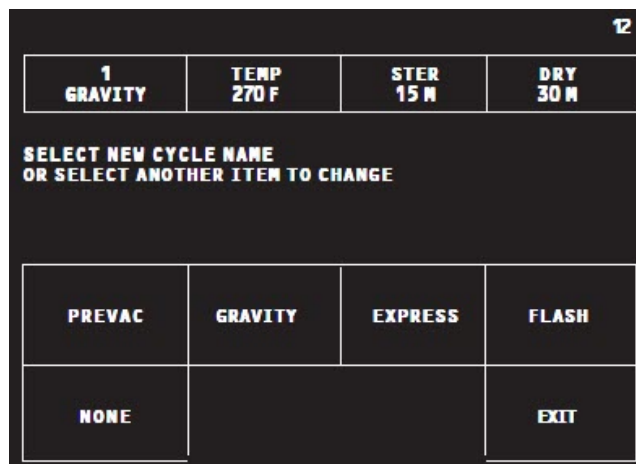 12
1 TEMP STER DRY
GRAVITY 270 F 15 M 30 M
SELECT NEW CYCLE NAME
OR SELECT ANOTHER ITEM TO CHANGE
PREVAC GRAVITY EXPRESS FLASH
NONE EXIT